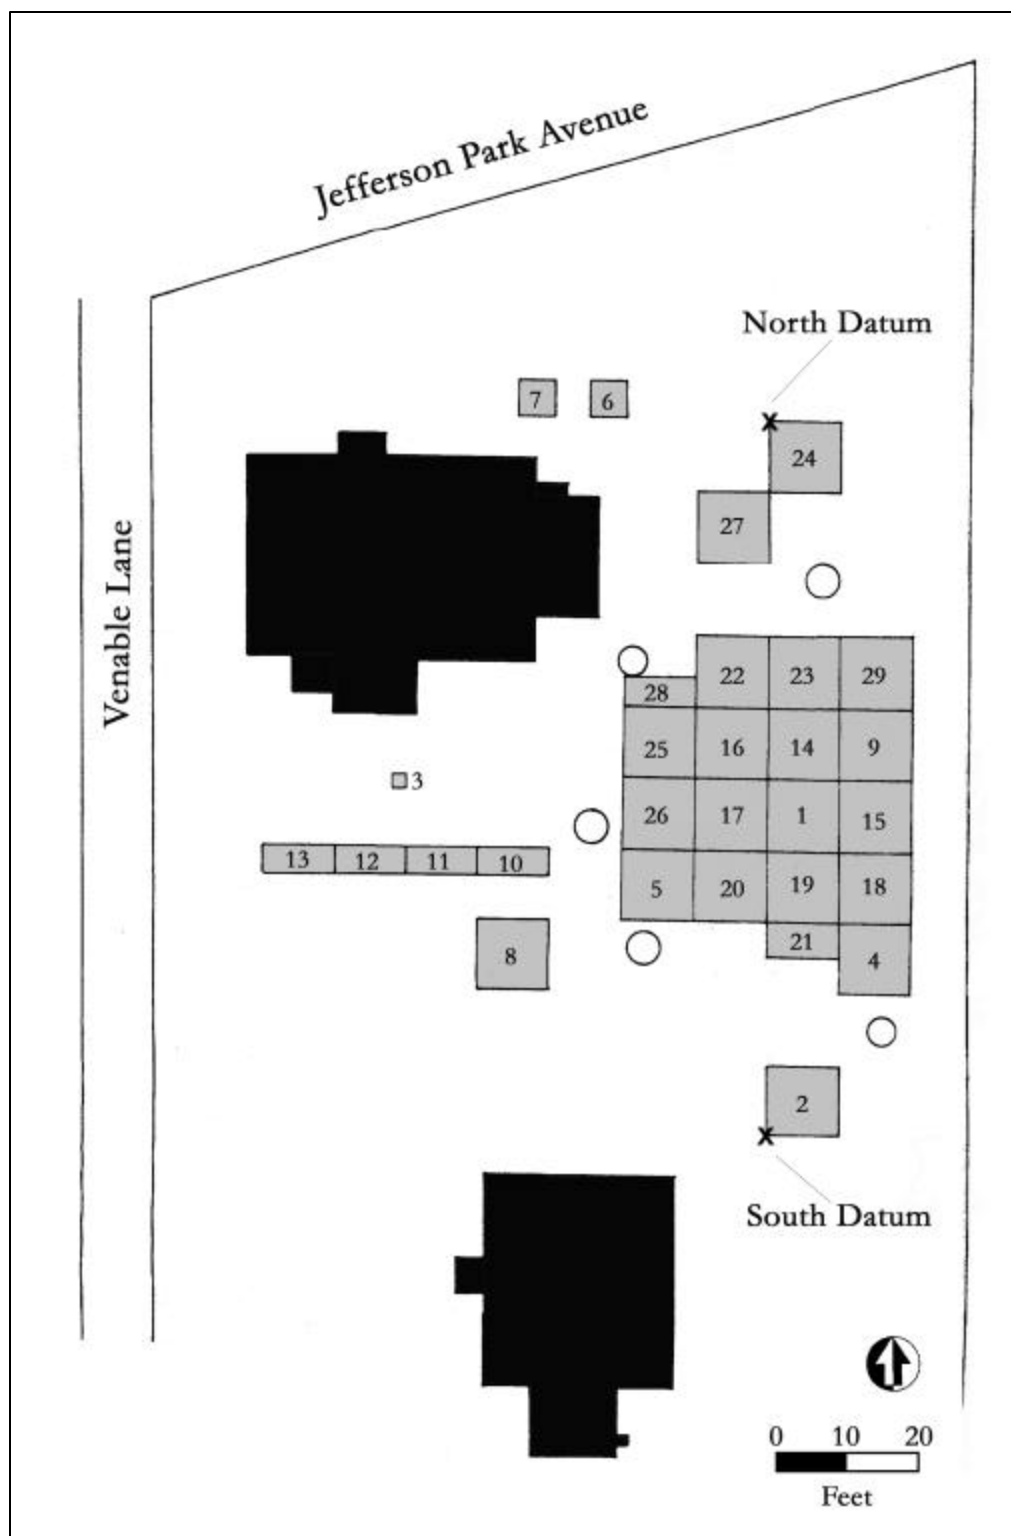 Jefferson Park Avenue
North Datum
7 6
24
27
Venable Lane
22 23 29
28
25 16 14 9
3
26 17 1 15
13 12 11 10
5 20 19 18
21
8 4
2
South Datum
0 10 20
Feet